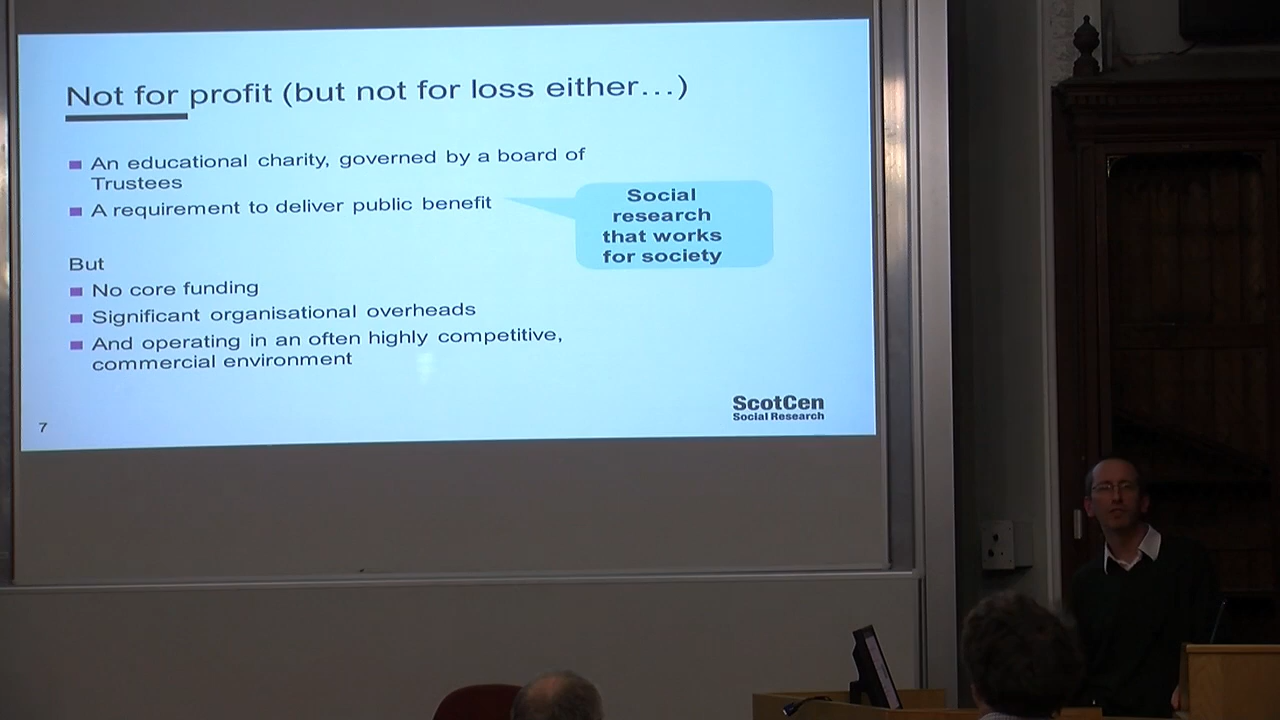 Not for profit (but not for loss either…)
An educational charity, governed by a board of
Trustees
A requirement to deliver public benefit
Social
research
that works
for society
But
No core funding
Significant organisational overheads
And operating in an often highly competitive,
commercial environment
ScotCen
Social Research
7